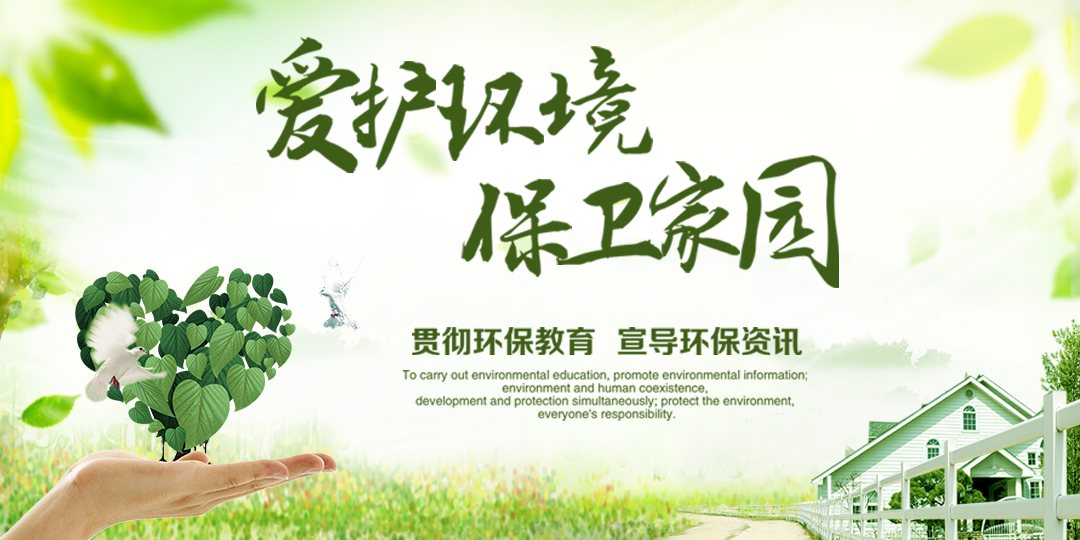 爱护环境
保卫家园
贯彻环保教育 宣导环保资讯
To carry out environmental education, promote environmental information;
environment and human coexistence,
development and protection simultaneously; protect the environment,
everyone's responsibility.